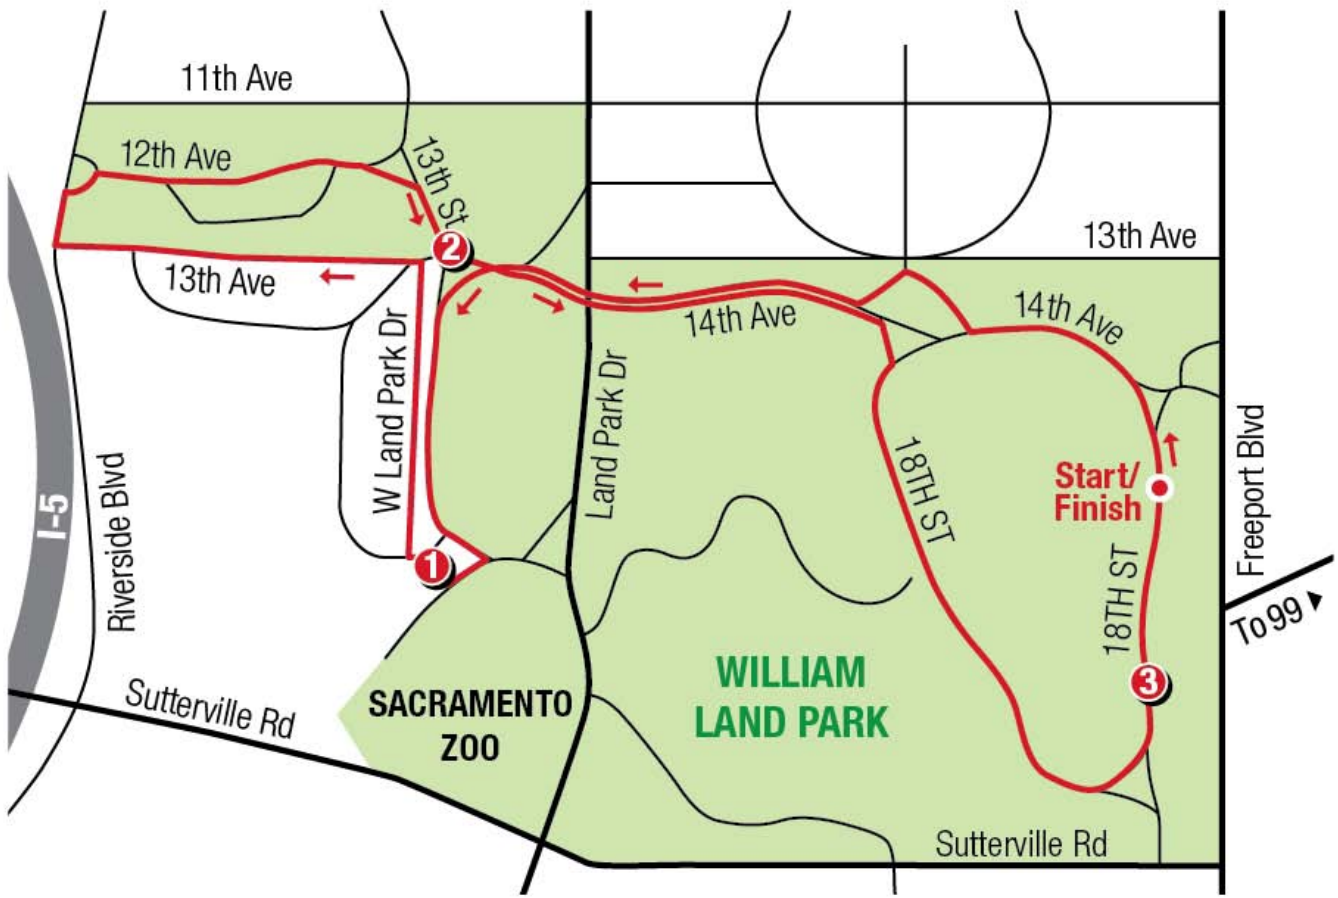 11th Ave
12th Ave
13th St
2
13th Ave
13th Ave
14th Ave
14th Ave
W Land Park Dr
Land Park Dr
18TH ST
Start/
Finish
Freeport Blvd
I-5
Riverside Blvd
1
18TH ST
To 99
3
WILLIAM
LAND PARK
SACRAMENTO
ZOO
Sutterville Rd
Sutterville Rd